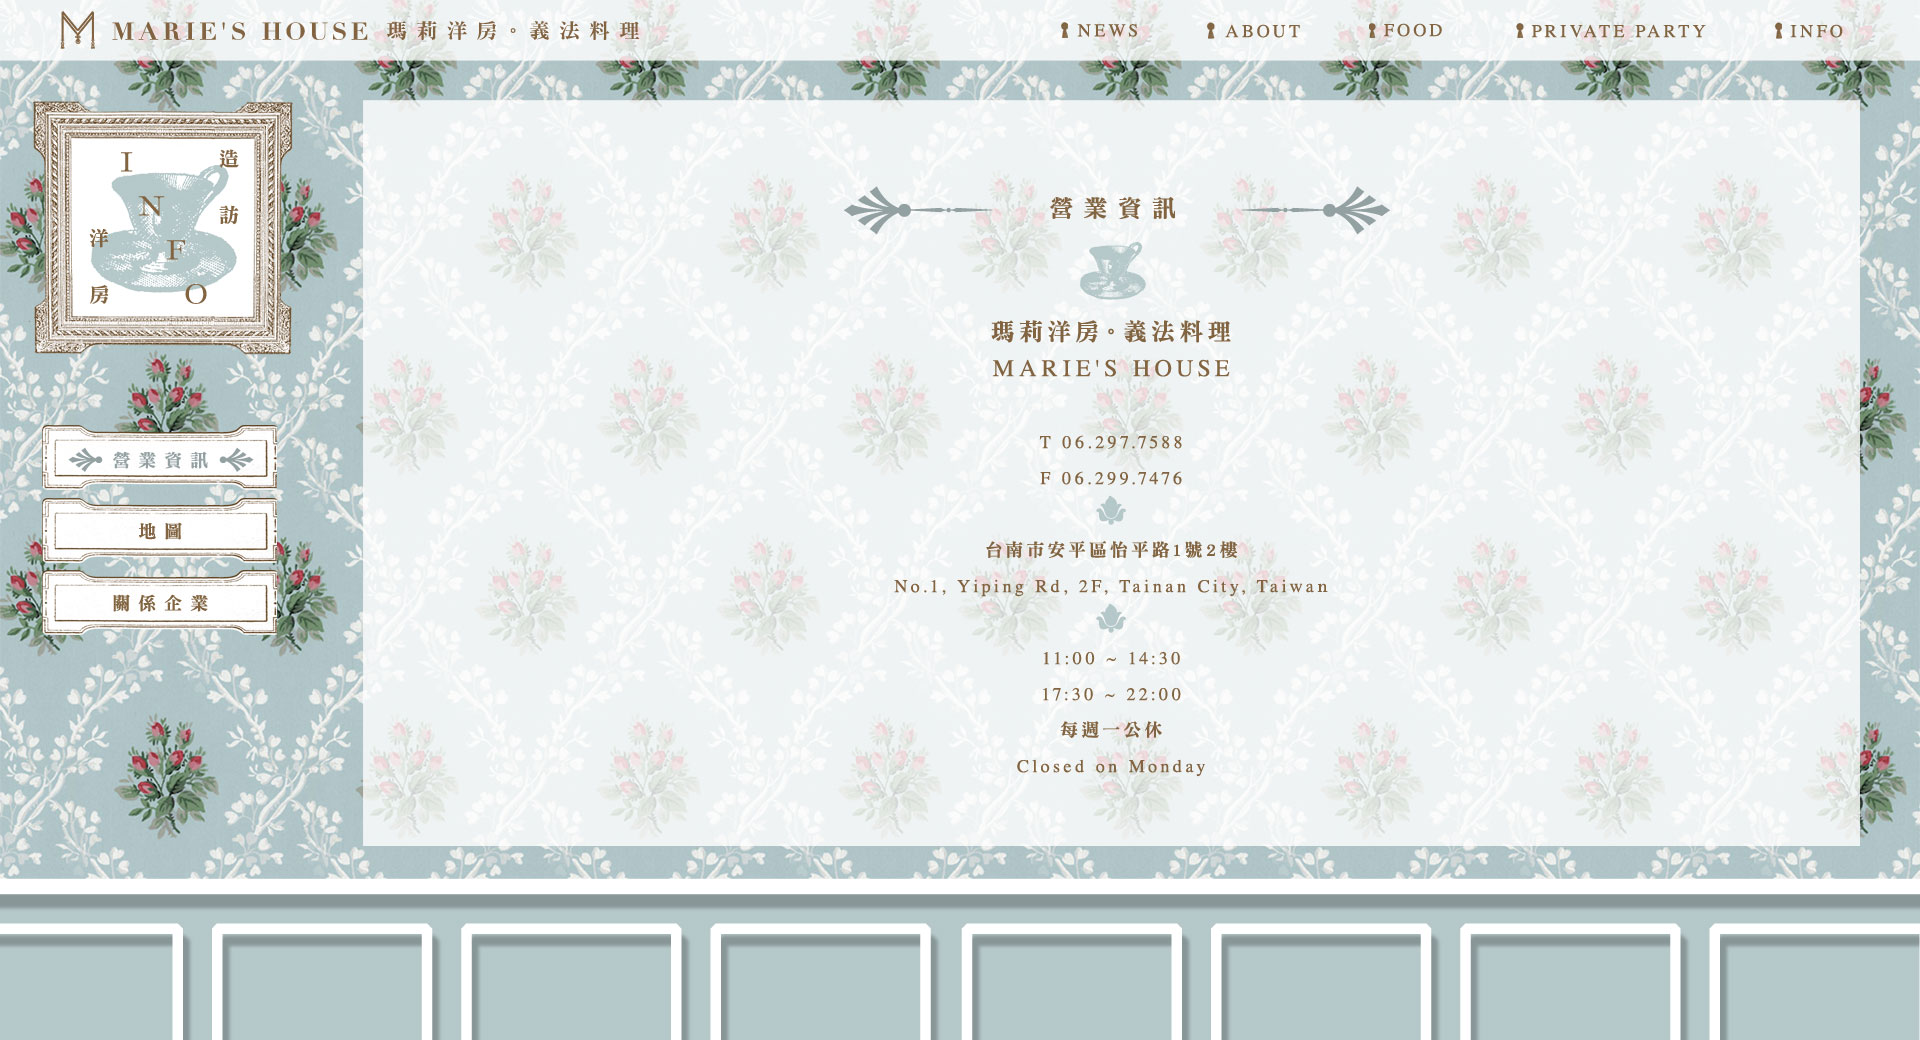 MARIE'S HOUSE 瑪莉洋房。義法料理
NEWS
ABOUT
FOOD
PRIVATE PARTY
INFO
INFO
造訪
洋房
營業資訊
地圖
關係企業
營業資訊
瑪莉洋房。義法料理
MARIE'S HOUSE
T 06.297.7588
F 06.299.7476
台南市安平區怡平路1號2樓
No.1, Yiping Rd, 2F, Tainan City, Taiwan
11:00 ~ 14:30
17:30 ~ 22:00
每週一公休
Closed on Monday